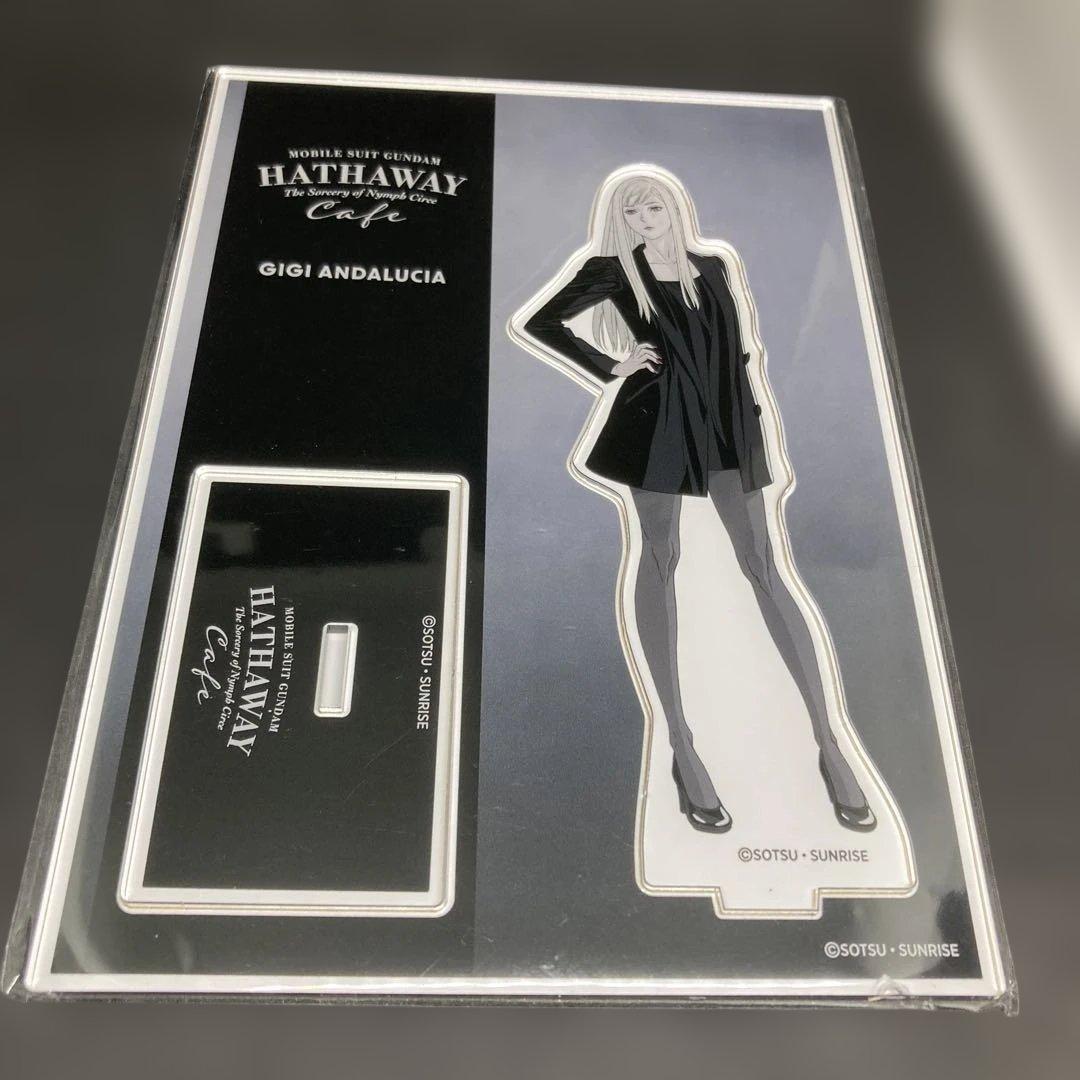 MOBILE SUIT GUNDAM
HATHAWAY
The Sorcery of Nymph Circe
Cafe
GIGI ANDALUCIA
MOBILE SUIT GUNDAM
HATHAWAY
The Sorcery of Nymph Circe
Cafe
©SOTSU・SUNRISE
©SOTSU・SUNRISE
©SOTSU・SUNRISE